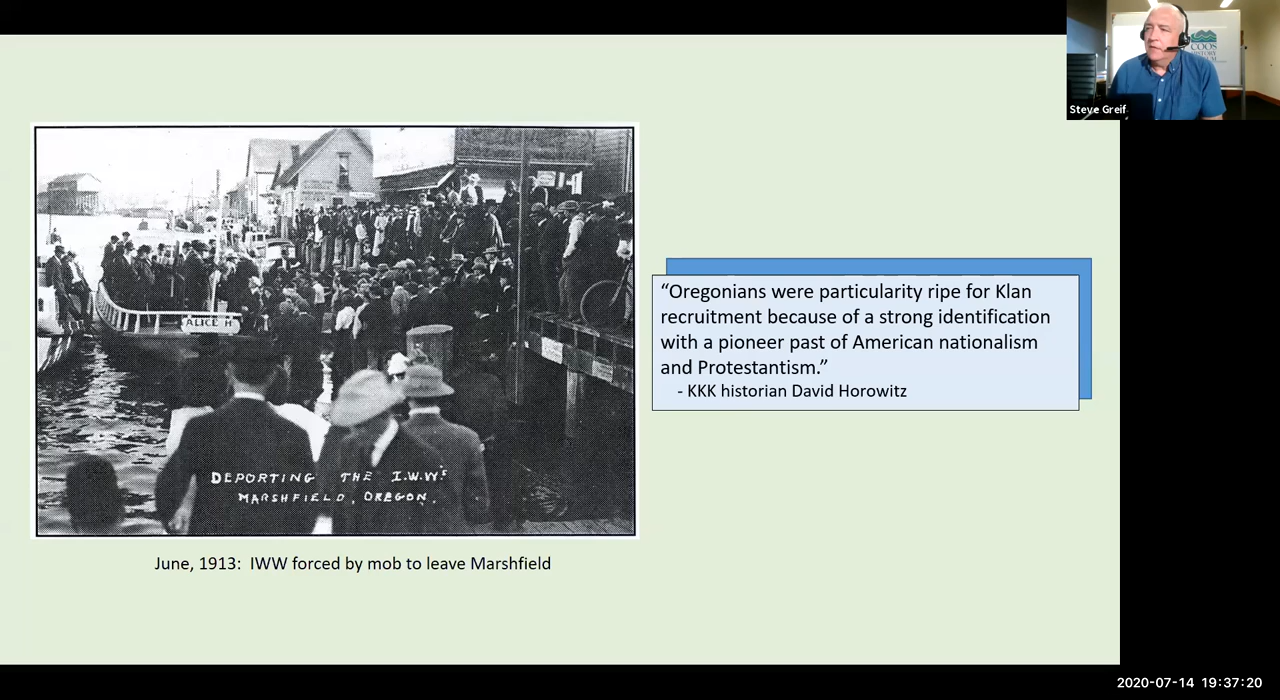 COOS
HISTORY
Steve Greif
ALICE H
DEPORTING THE I.W.W.s
MARSHFIELD, OREGON.
June, 1913: IWW forced by mob to leave Marshfield
“Oregonians were particularity ripe for Klan
recruitment because of a strong identification
with a pioneer past of American nationalism
and Protestantism.”
- KKK historian David Horowitz
2020-07-14 19:37:20